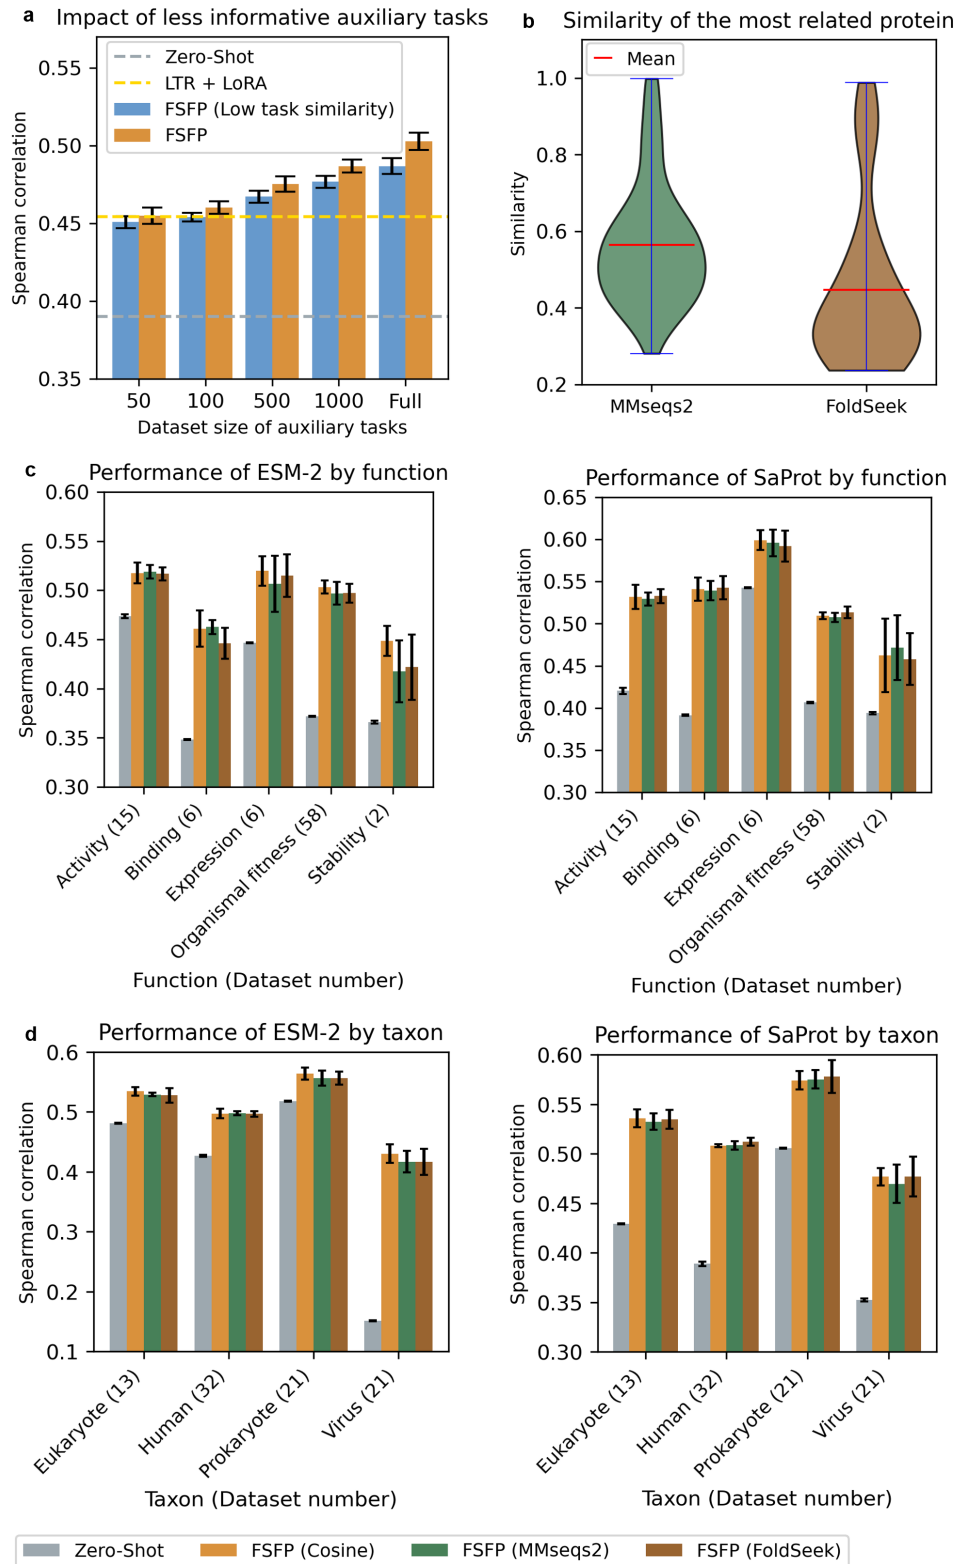 a Impact of less informative auxiliary tasks
Zero-Shot
LTR + LoRA
FSFP (Low task similarity)
FSFP
Spearman correlation
0.55
0.50
0.45
0.40
0.35
50 100 500 1000 Full
Dataset size of auxiliary tasks
b Similarity of the most related protein
Mean
Similarity
1.0
0.8
0.6
0.4
0.2
MMseqs2 FoldSeek
c Performance of ESM-2 by function
Spearman correlation
0.60
0.55
0.50
0.45
0.40
0.35
0.30
Activity (15)
Binding (6)
Expression (6)
Organismal fitness (58)
Stability (2)
Function (Dataset number)
Performance of SaProt by function
Spearman correlation
0.65
0.60
0.55
0.50
0.45
0.40
0.35
0.30
Activity (15)
Binding (6)
Expression (6)
Organismal fitness (58)
Stability (2)
Function (Dataset number)
d Performance of ESM-2 by taxon
Spearman correlation
0.6
0.5
0.4
0.3
0.2
0.1
Eukaryote (13)
Human (32)
Prokaryote (21)
Virus (21)
Taxon (Dataset number)
Performance of SaProt by taxon
Spearman correlation
0.60
0.55
0.50
0.45
0.40
0.35
0.30
Eukaryote (13)
Human (32)
Prokaryote (21)
Virus (21)
Taxon (Dataset number)
Zero-Shot FSFP (Cosine) FSFP (MMseqs2) FSFP (FoldSeek)